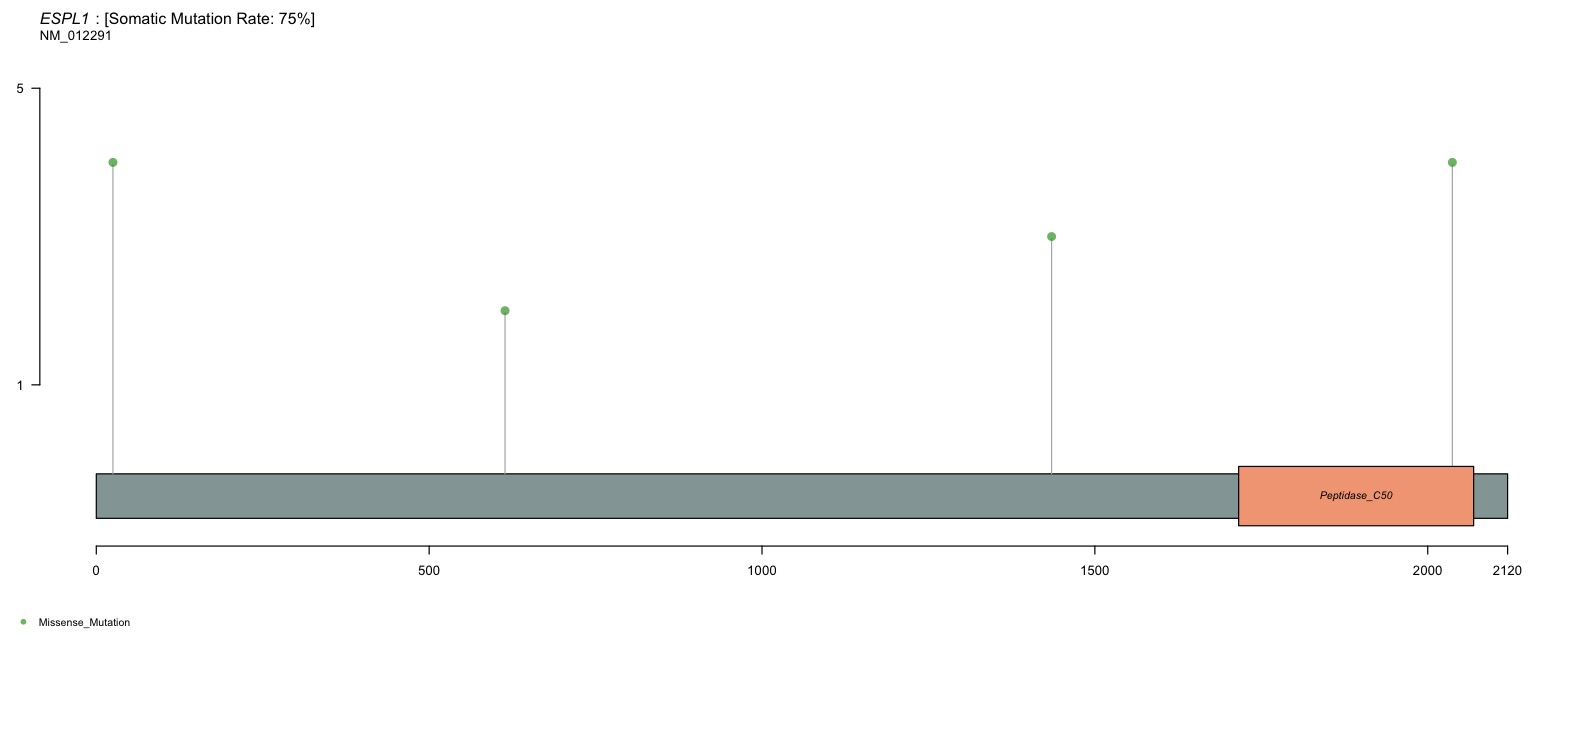 ESPL1 : [Somatic Mutation Rate: 75%]
NM_012291
5
1
Peptidase_C50
0 500 1000 1500 2000 2120
Missense_Mutation